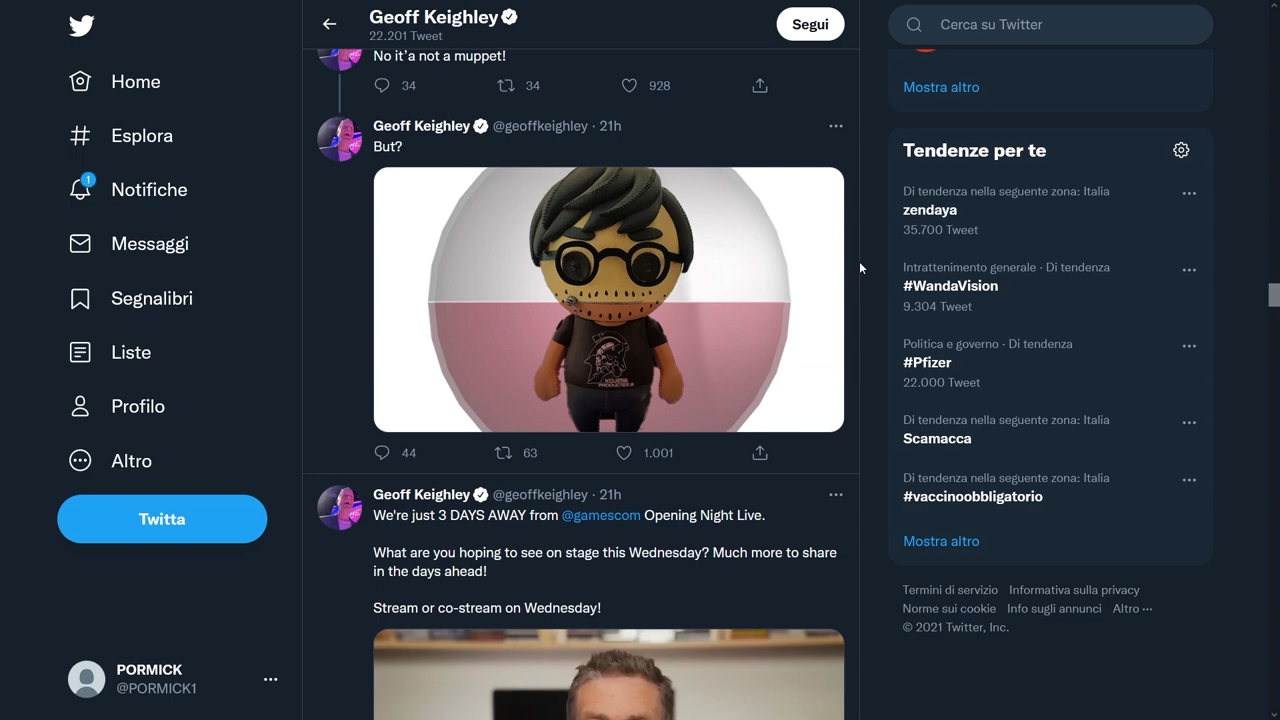 Geoff Keighley
22.201 Tweet
Segui
Cerca su Twitter
Home
Esplora
1
Notifiche
Messaggi
Segnalibri
Liste
Profilo
Altro
Twitta
PORMICK
@PORMICK1
No it'a not a muppet!
34
34
928
Geoff Keighley @geoffkeighley · 21h
But?
KOJIMA
PRODUCTIONS
44
63
1.001
Geoff Keighley @geoffkeighley · 21h
We're just 3 DAYS AWAY from @gamescom Opening Night Live.
What are you hoping to see on stage this Wednesday? Much more to share
in the days ahead!
Stream or co-stream on Wednesday!
Mostra altro
Tendenze per te
Di tendenza nella seguente zona: Italia
zendaya
35.700 Tweet
Intrattenimento generale · Di tendenza
#WandaVision
9.304 Tweet
Politica e governo · Di tendenza
#Pfizer
22.000 Tweet
Di tendenza nella seguente zona: Italia
Scamacca
Di tendenza nella seguente zona: Italia
#vaccinoobbligatorio
Mostra altro
Termini di servizio Informativa sulla privacy
Norme sui cookie Info sugli annunci Altro ···
© 2021 Twitter, Inc.